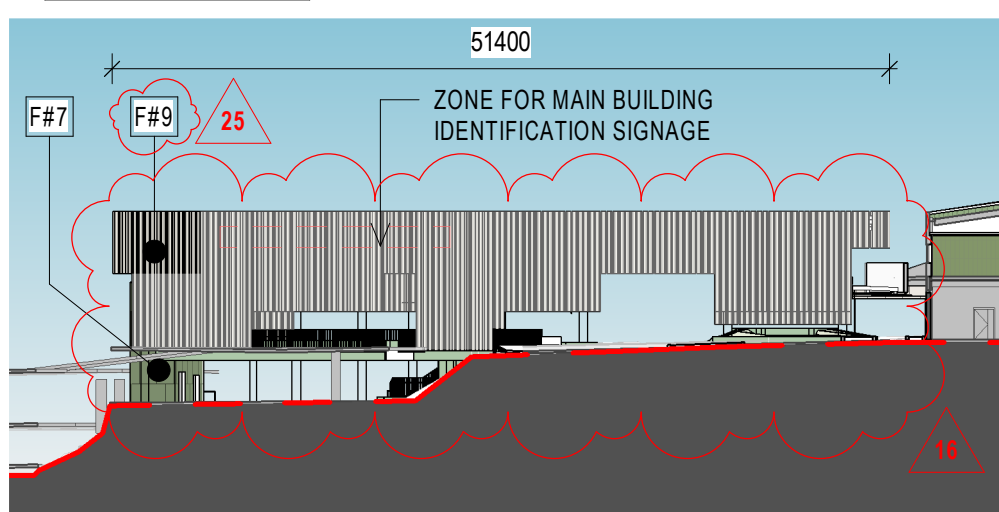 51400
F#7
F#9
25
ZONE FOR MAIN BUILDING
IDENTIFICATION SIGNAGE
16